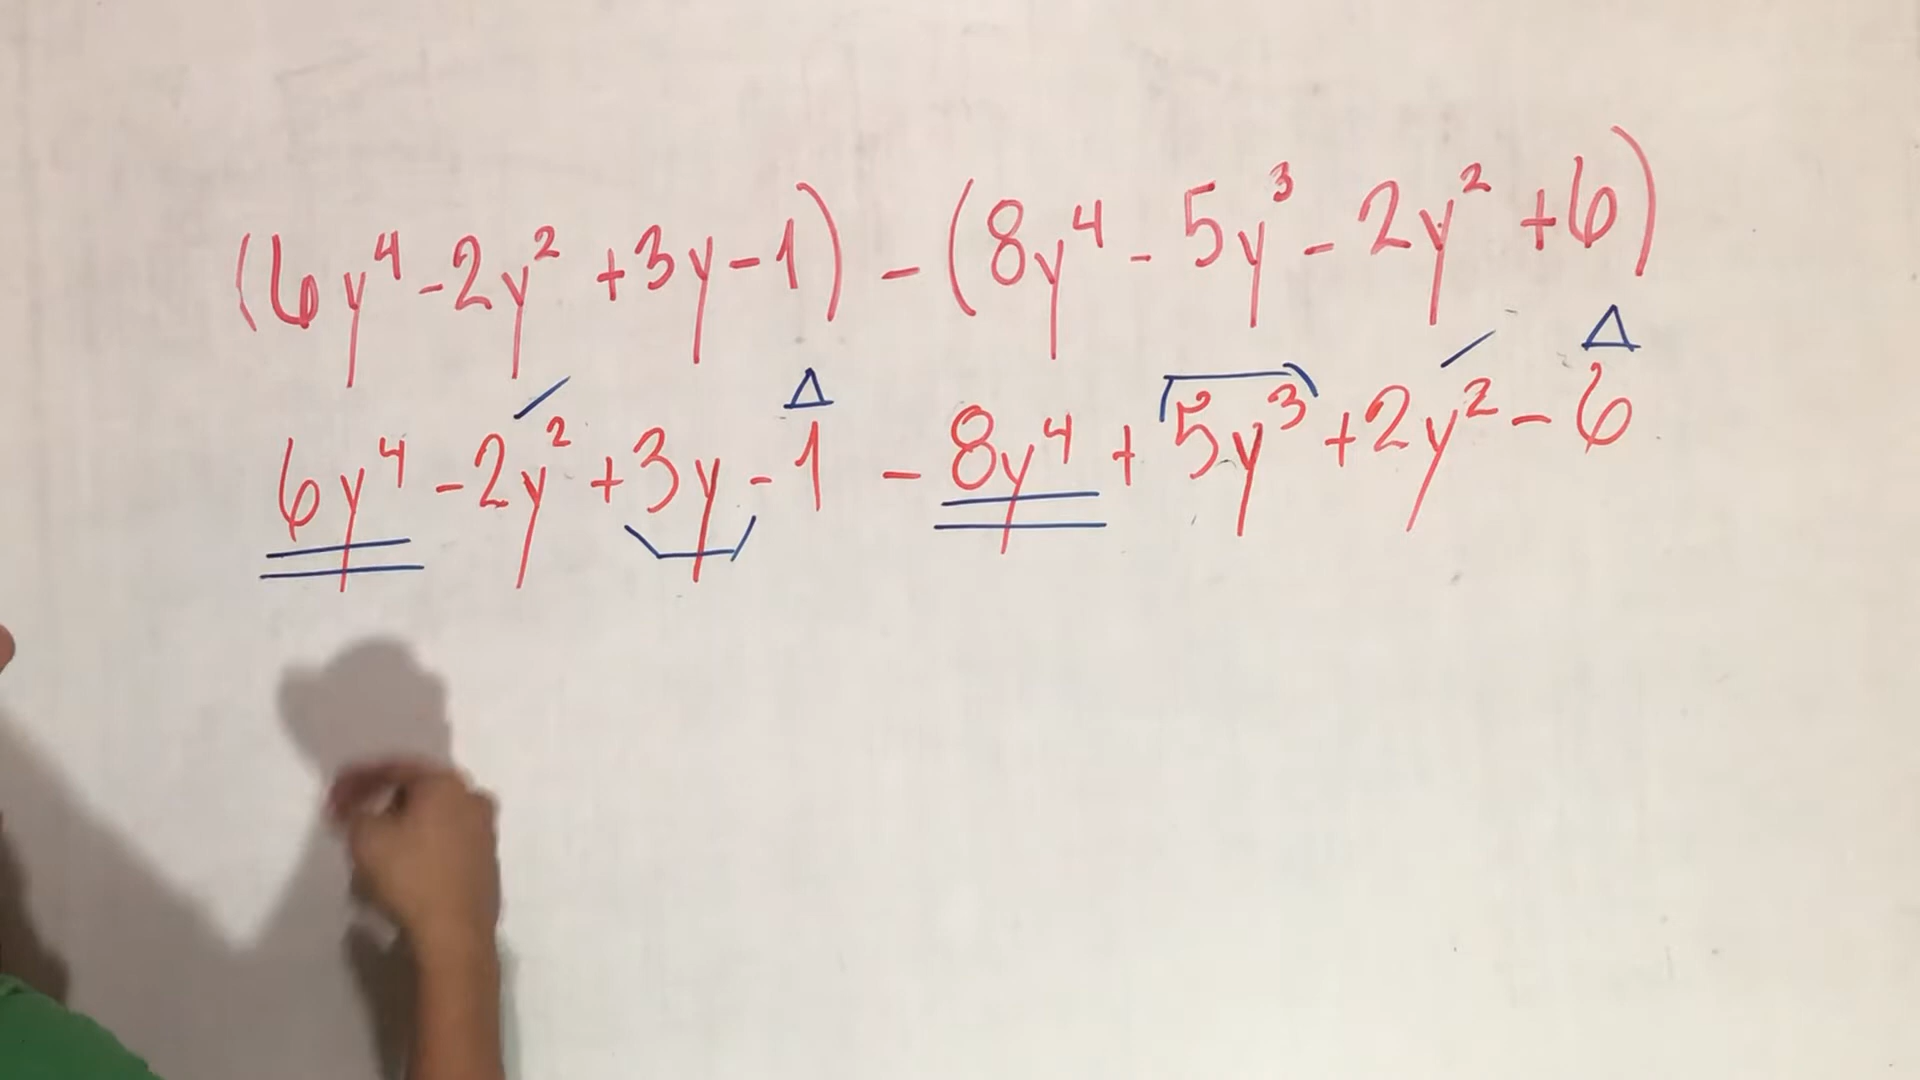 (6y⁴-2y²+3y-1) - (8y⁴-5y³-2y²+6)
6y⁴-2y²+3y-1 - 8y⁴+5y³+2y²-6